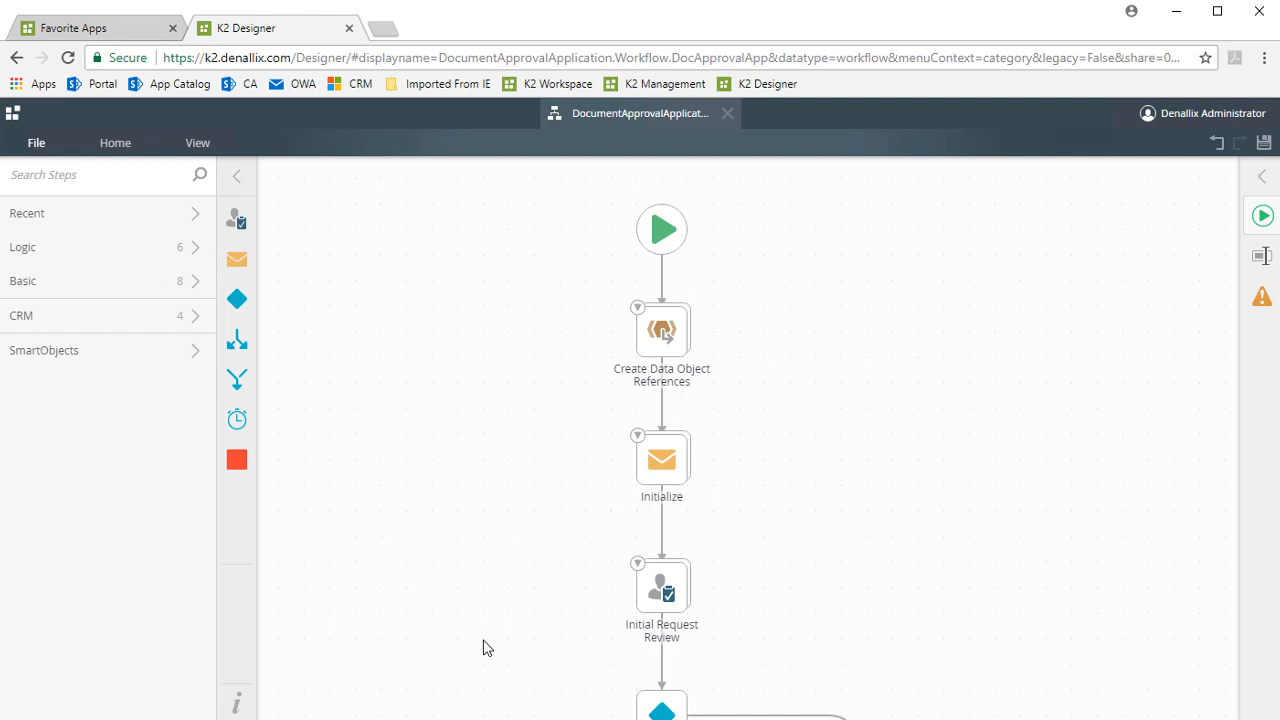 Favorite Apps
K2 Designer
Secure
https://k2.denallix.com/Designer/#displayname=DocumentApprovalApplication.Workflow.DocApprovalApp&datatype=workflow&menuContext=category&legacy=False&share=0...
Apps
Portal
App Catalog
CA
OWA
CRM
Imported From IE
K2 Workspace
K2 Management
K2 Designer
DocumentApprovalApplicat...
Denallix Administrator
File
Home
View
Search Steps
Recent
Logic 6
Basic 8
CRM 4
SmartObjects
Create Data Object
References
Initialize
Initial Request
Review